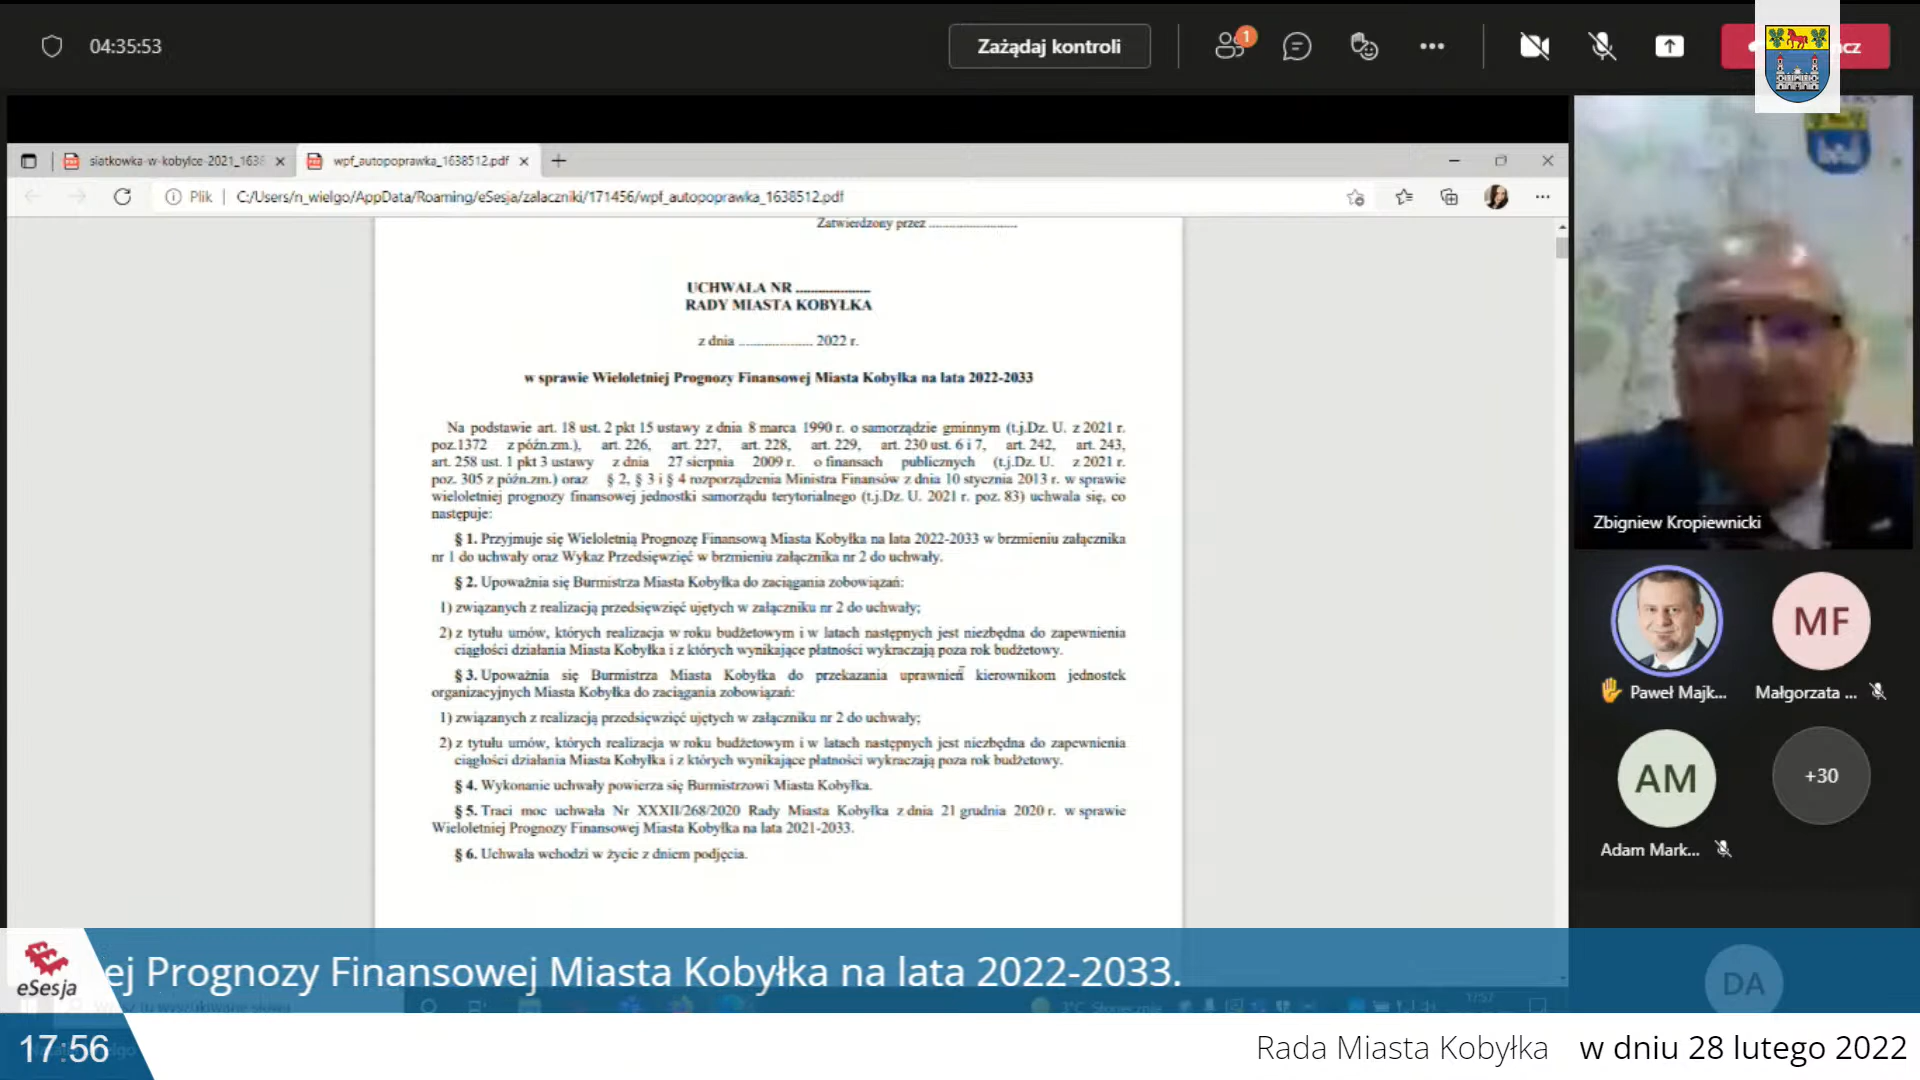 04:35:53
Zażądaj kontroli
1
siatkowka-w-kobylce-2021_1638
wpf_autopoprawka_1638512.pdf
Plik
C:/Users/n_wielgo/AppData/Roaming/eSesja/zalaczniki/171456/wpf_autopoprawka_1638512.pdf
Zatwierdzony przez ........................
UCHWAŁA NR ....................
RADY MIASTA KOBYŁKA
z dnia .................... 2022 r.
w sprawie Wieloletniej Prognozy Finansowej Miasta Kobyłka na lata 2022-2033
Na podstawie art. 18 ust. 2 pkt 15 ustawy z dnia 8 marca 1990 r. o samorządzie gminnym (t.j.Dz. U. z 2021 r.
poz.1372 z późn.zm.), art. 226, art. 227, art. 228, art. 229, art. 230 ust. 6 i 7, art. 242, art. 243,
art. 258 ust. 1 pkt 3 ustawy z dnia 27 sierpnia 2009 r. o finansach publicznych (t.j.Dz. U. z 2021 r.
poz. 305 z późn.zm.) oraz § 2, § 3 i § 4 rozporządzenia Ministra Finansów z dnia 10 stycznia 2013 r. w sprawie
wieloletniej prognozy finansowej jednostki samorządu terytorialnego (t.j.Dz. U. 2021 r. poz. 83) uchwala się, co
następuje:
§ 1. Przyjmuje się Wieloletnią Prognozę Finansową Miasta Kobyłka na lata 2022-2033 w brzmieniu załącznika
nr 1 do uchwały oraz Wykaz Przedsięwzięć w brzmieniu załącznika nr 2 do uchwały.
§ 2. Upoważnia się Burmistrza Miasta Kobyłka do zaciągania zobowiązań:
1) związanych z realizacją przedsięwzięć ujętych w załączniku nr 2 do uchwały;
2) z tytułu umów, których realizacja w roku budżetowym i w latach następnych jest niezbędna do zapewnienia
ciągłości działania Miasta Kobyłka i z których wynikające płatności wykraczają poza rok budżetowy.
§ 3. Upoważnia się Burmistrza Miasta Kobyłka do przekazania uprawnień kierownikom jednostek
organizacyjnych Miasta Kobyłka do zaciągania zobowiązań:
1) związanych z realizacją przedsięwzięć ujętych w załączniku nr 2 do uchwały;
2) z tytułu umów, których realizacja w roku budżetowym i w latach następnych jest niezbędna do zapewnienia
ciągłości działania Miasta Kobyłka i z których wynikające płatności wykraczają poza rok budżetowy.
§ 4. Wykonanie uchwały powierza się Burmistrzowi Miasta Kobyłka.
§ 5. Traci moc uchwała Nr XXXII/268/2020 Rady Miasta Kobyłka z dnia 21 grudnia 2020 r. w sprawie
Wieloletniej Prognozy Finansowej Miasta Kobyłka na lata 2021-2033.
§ 6. Uchwała wchodzi w życie z dniem podjęcia.
Zbigniew Kropiewnicki
Paweł Majk...
MF
Małgorzata ...
AM
Adam Mark...
+30
DA
eSesja
ej Prognozy Finansowej Miasta Kobyłka na lata 2022-2033.
3°C Słonecznie
17:57
17:56
Rada Miasta Kobyłka w dniu 28 lutego 2022